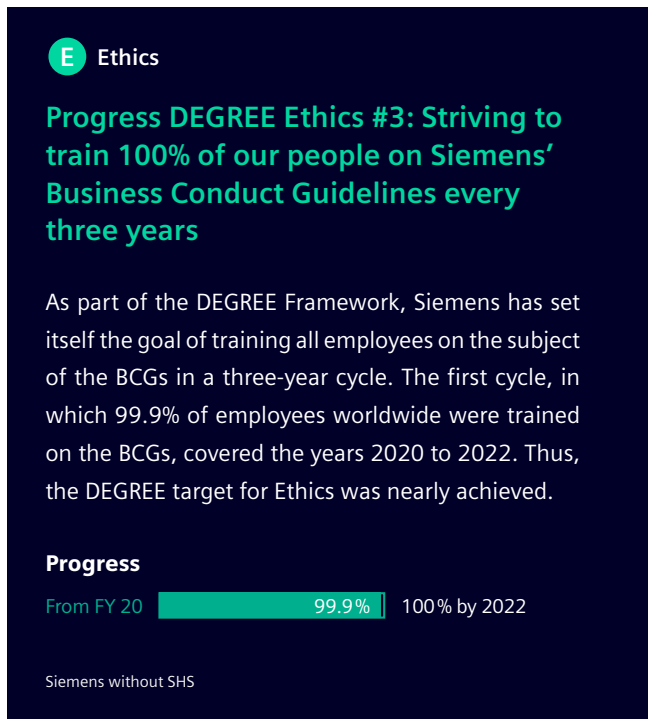 E Ethics
Progress DEGREE Ethics #3: Striving to
train 100% of our people on Siemens’
Business Conduct Guidelines every
three years
As part of the DEGREE Framework, Siemens has set
itself the goal of training all employees on the subject
of the BCGs in a three-year cycle. The first cycle, in
which 99.9% of employees worldwide were trained
on the BCGs, covered the years 2020 to 2022. Thus,
the DEGREE target for Ethics was nearly achieved.
Progress
From FY 20 99.9% 100% by 2022
Siemens without SHS